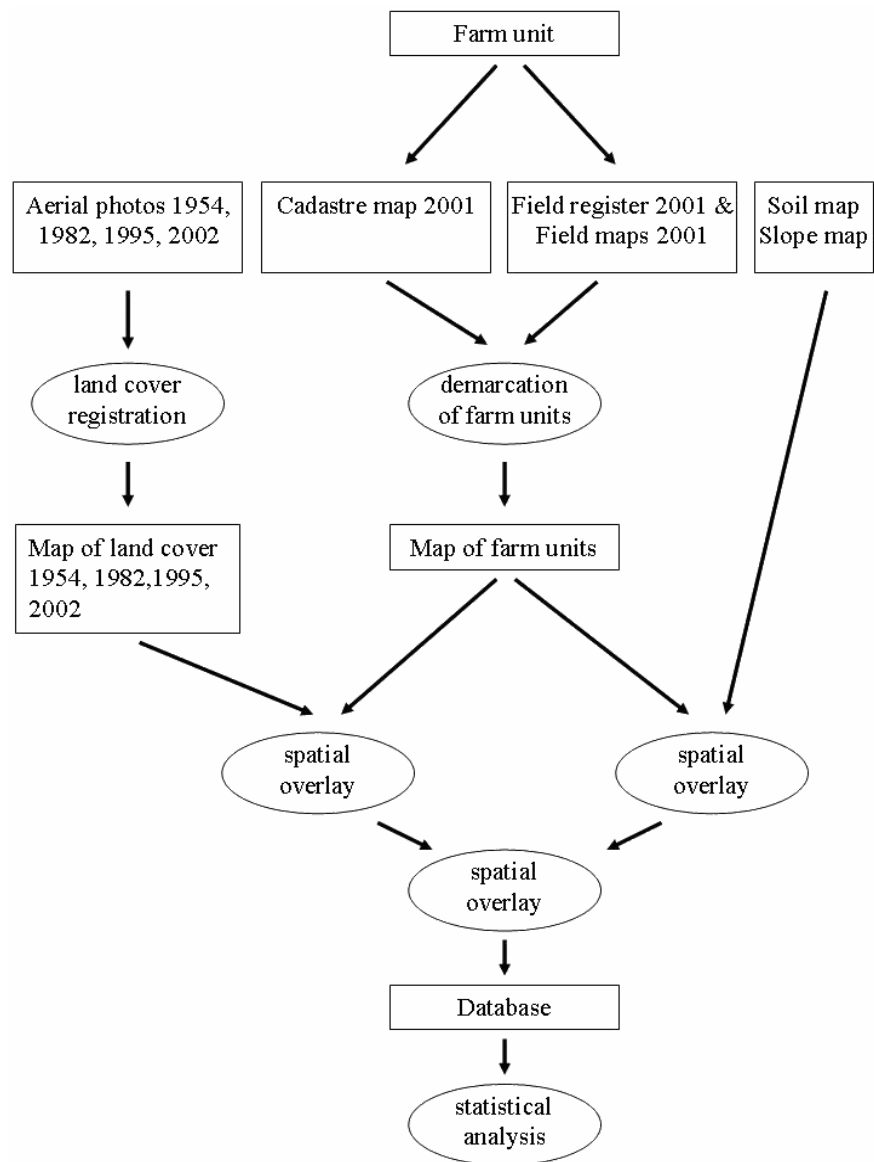 Farm unit
Aerial photos 1954,
1982, 1995, 2002
Cadastre map 2001
Field register 2001 &
Field maps 2001
Soil map
Slope map
land cover
registration
demarcation
of farm units
Map of land cover
1954, 1982,1995,
2002
Map of farm units
spatial
overlay
spatial
overlay
spatial
overlay
Database
statistical
analysis